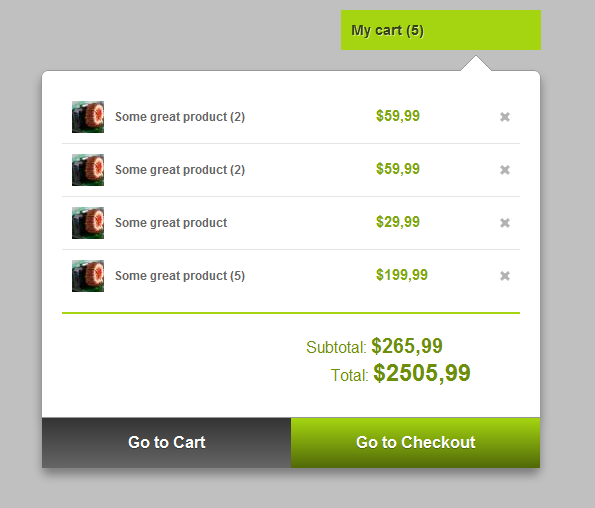 My cart (5)
Some great product (2) $59,99 ✖
Some great product (2) $59,99 ✖
Some great product $29,99 ✖
Some great product (5) $199,99 ✖
Subtotal: $265,99
Total: $2505,99
Go to Cart Go to Checkout